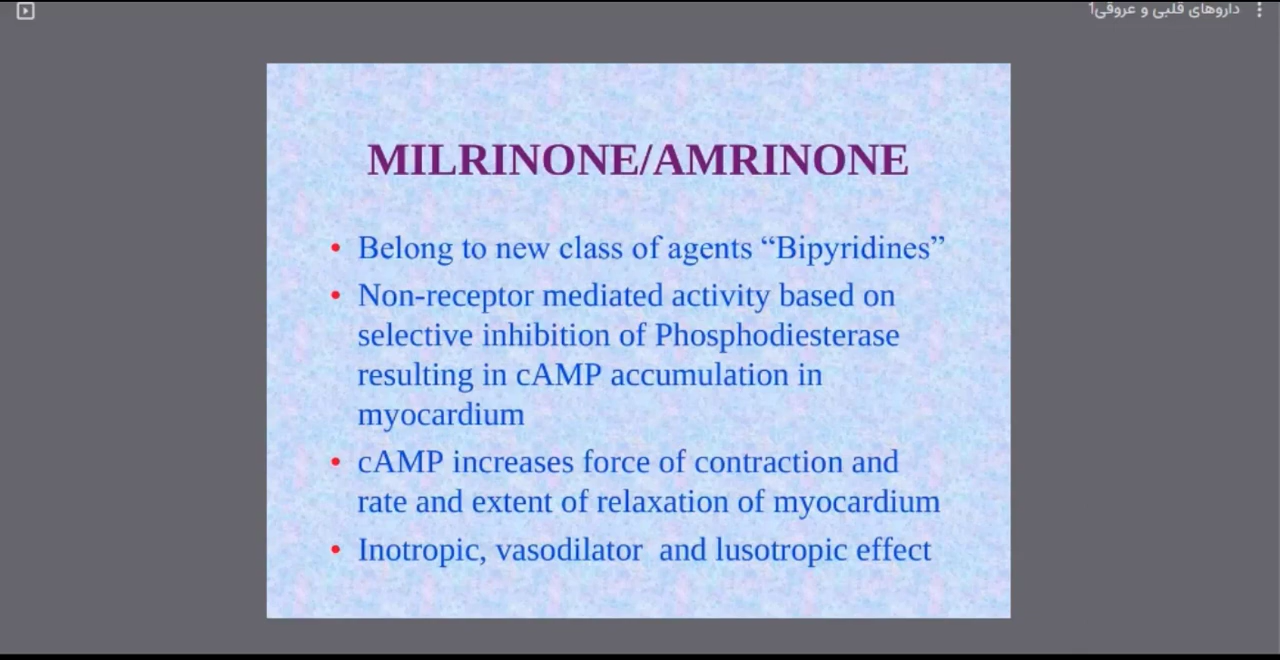 داروهای قلبی و عروقی1
MILRINONE/AMRINONE
• Belong to new class of agents “Bipyridines”
• Non-receptor mediated activity based on
selective inhibition of Phosphodiesterase
resulting in cAMP accumulation in
myocardium
• cAMP increases force of contraction and
rate and extent of relaxation of myocardium
• Inotropic, vasodilator and lusotropic effect